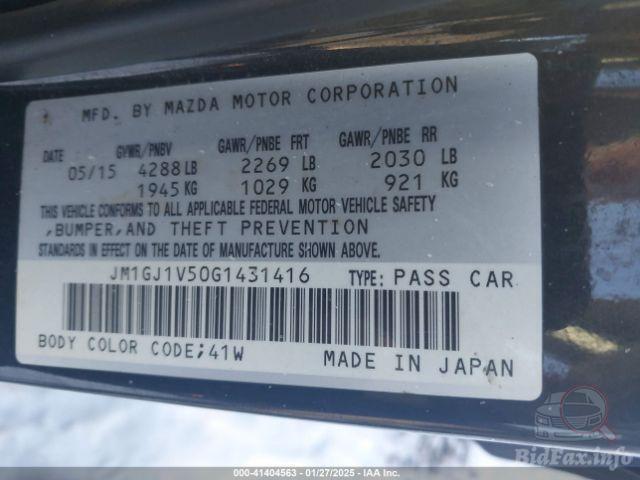 MFD. BY MAZDA MOTOR CORPORATION
DATE GVWR/PNBV GAWR/PNBE FRT GAWR/PNBE RR
05/15 4288 LB 2269 LB 2030 LB
1945 KG 1029 KG 921 KG
THIS VEHICLE CONFORMS TO ALL APPLICABLE FEDERAL MOTOR VEHICLE SAFETY
,BUMPER,AND THEFT PREVENTION
STANDARDS IN EFFECT ON THE DATE OF MANUFACTURE SHOWN ABOVE.
JM1GJ1V50G1431416 TYPE: PASS CAR
BODY COLOR CODE;41W MADE IN JAPAN
BidFax.info
000-41404563 - 01/27/2025 - IAA Inc.